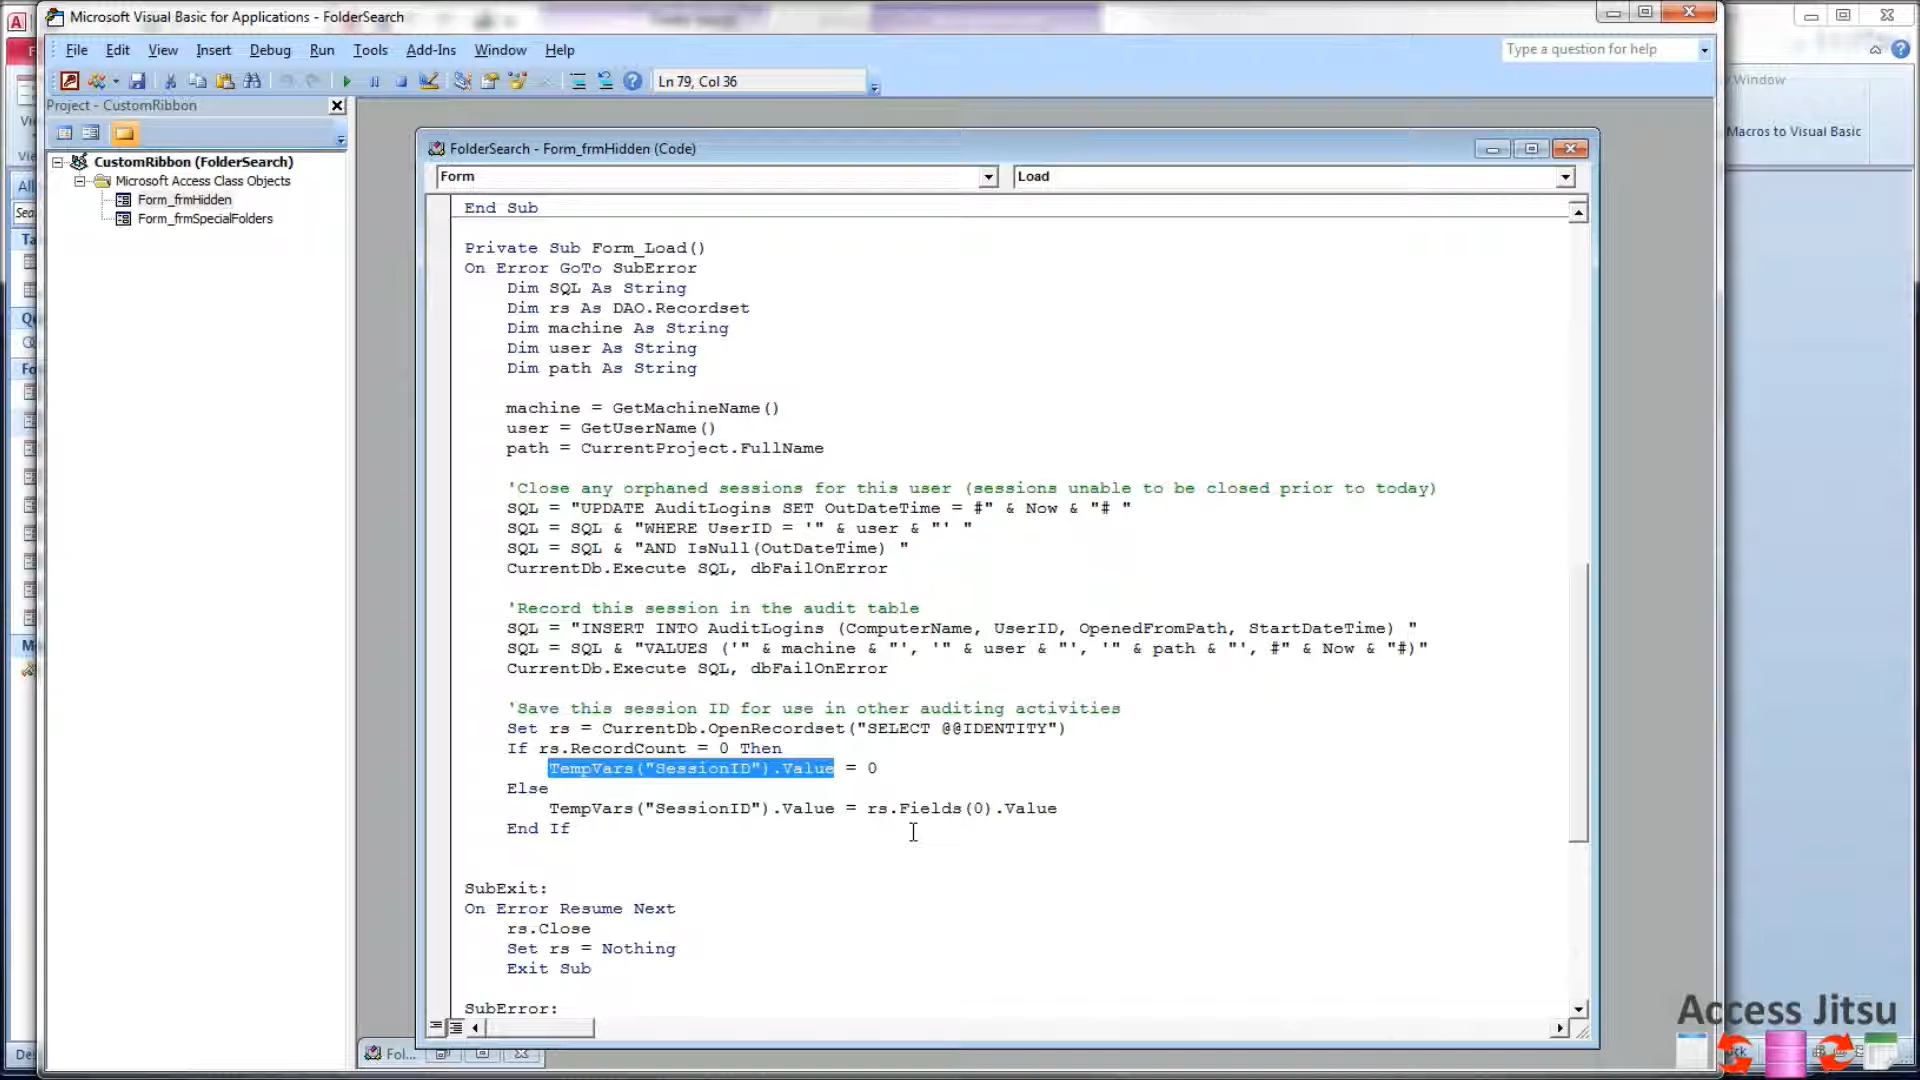 Microsoft Visual Basic for Applications - FolderSearch
File Edit View Insert Debug Run Tools Add-Ins Window Help
Type a question for help
Window
Ln 79, Col 36
Project - CustomRibbon
Macros to Visual Basic
CustomRibbon (FolderSearch)
Microsoft Access Class Objects
Form_frmHidden
Form_frmSpecialFolders
FolderSearch - Form_frmHidden (Code)
Form
Load
End Sub
Private Sub Form_Load()
On Error GoTo SubError
Dim SQL As String
Dim rs As DAO.Recordset
Dim machine As String
Dim user As String
Dim path As String
machine = GetMachineName()
user = GetUserName()
path = CurrentProject.FullName
'Close any orphaned sessions for this user (sessions unable to be closed prior to today)
SQL = "UPDATE AuditLogins SET OutDateTime = #" & Now & "# "
SQL = SQL & "WHERE UserID = '" & user & "' "
SQL = SQL & "AND IsNull(OutDateTime) "
CurrentDb.Execute SQL, dbFailOnError
'Record this session in the audit table
SQL = "INSERT INTO AuditLogins (ComputerName, UserID, OpenedFromPath, StartDateTime) "
SQL = SQL & "VALUES ('" & machine & "', '" & user & "', '" & path & "', #" & Now & "#)"
CurrentDb.Execute SQL, dbFailOnError
'Save this session ID for use in other auditing activities
Set rs = CurrentDb.OpenRecordset("SELECT @@IDENTITY")
If rs.RecordCount = 0 Then
TempVars("SessionID").Value = 0
Else
TempVars("SessionID").Value = rs.Fields(0).Value
End If
SubExit:
On Error Resume Next
rs.Close
Set rs = Nothing
Exit Sub
SubError:
Fol...
Access Jitsu